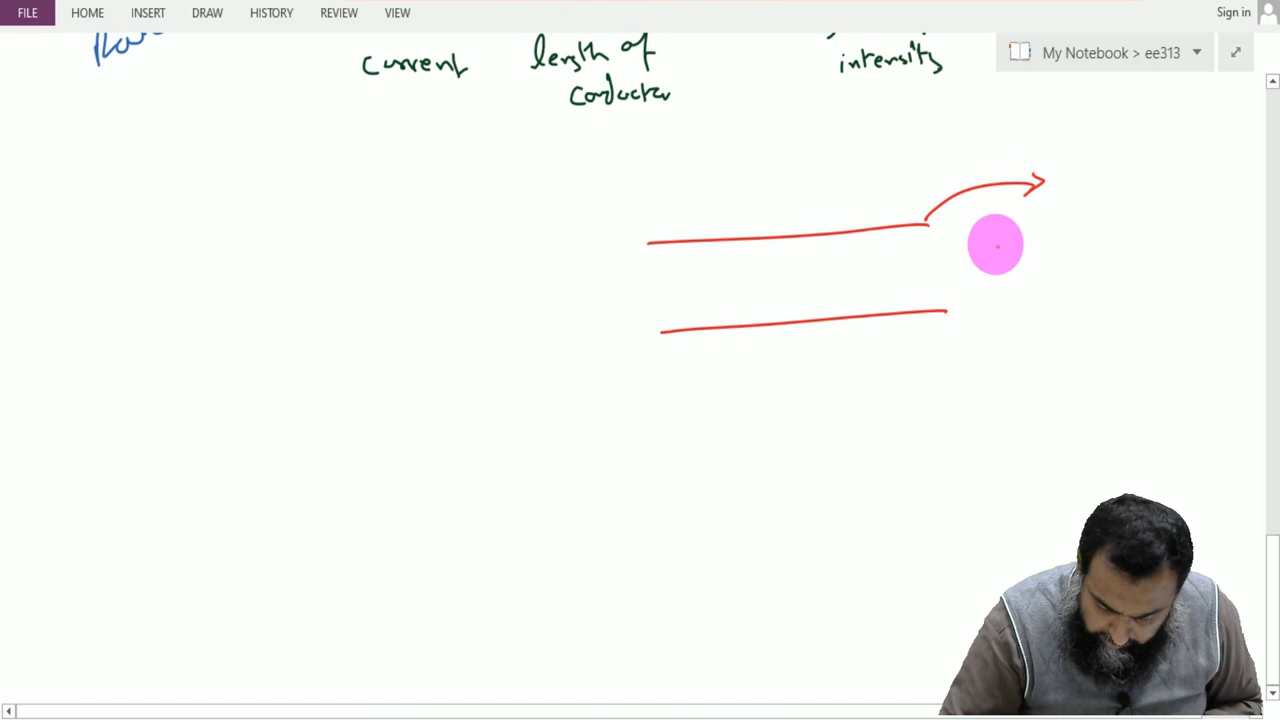 FILE HOME INSERT DRAW HISTORY REVIEW VIEW Sign in
My Notebook > ee313
current length of intensity
conductor